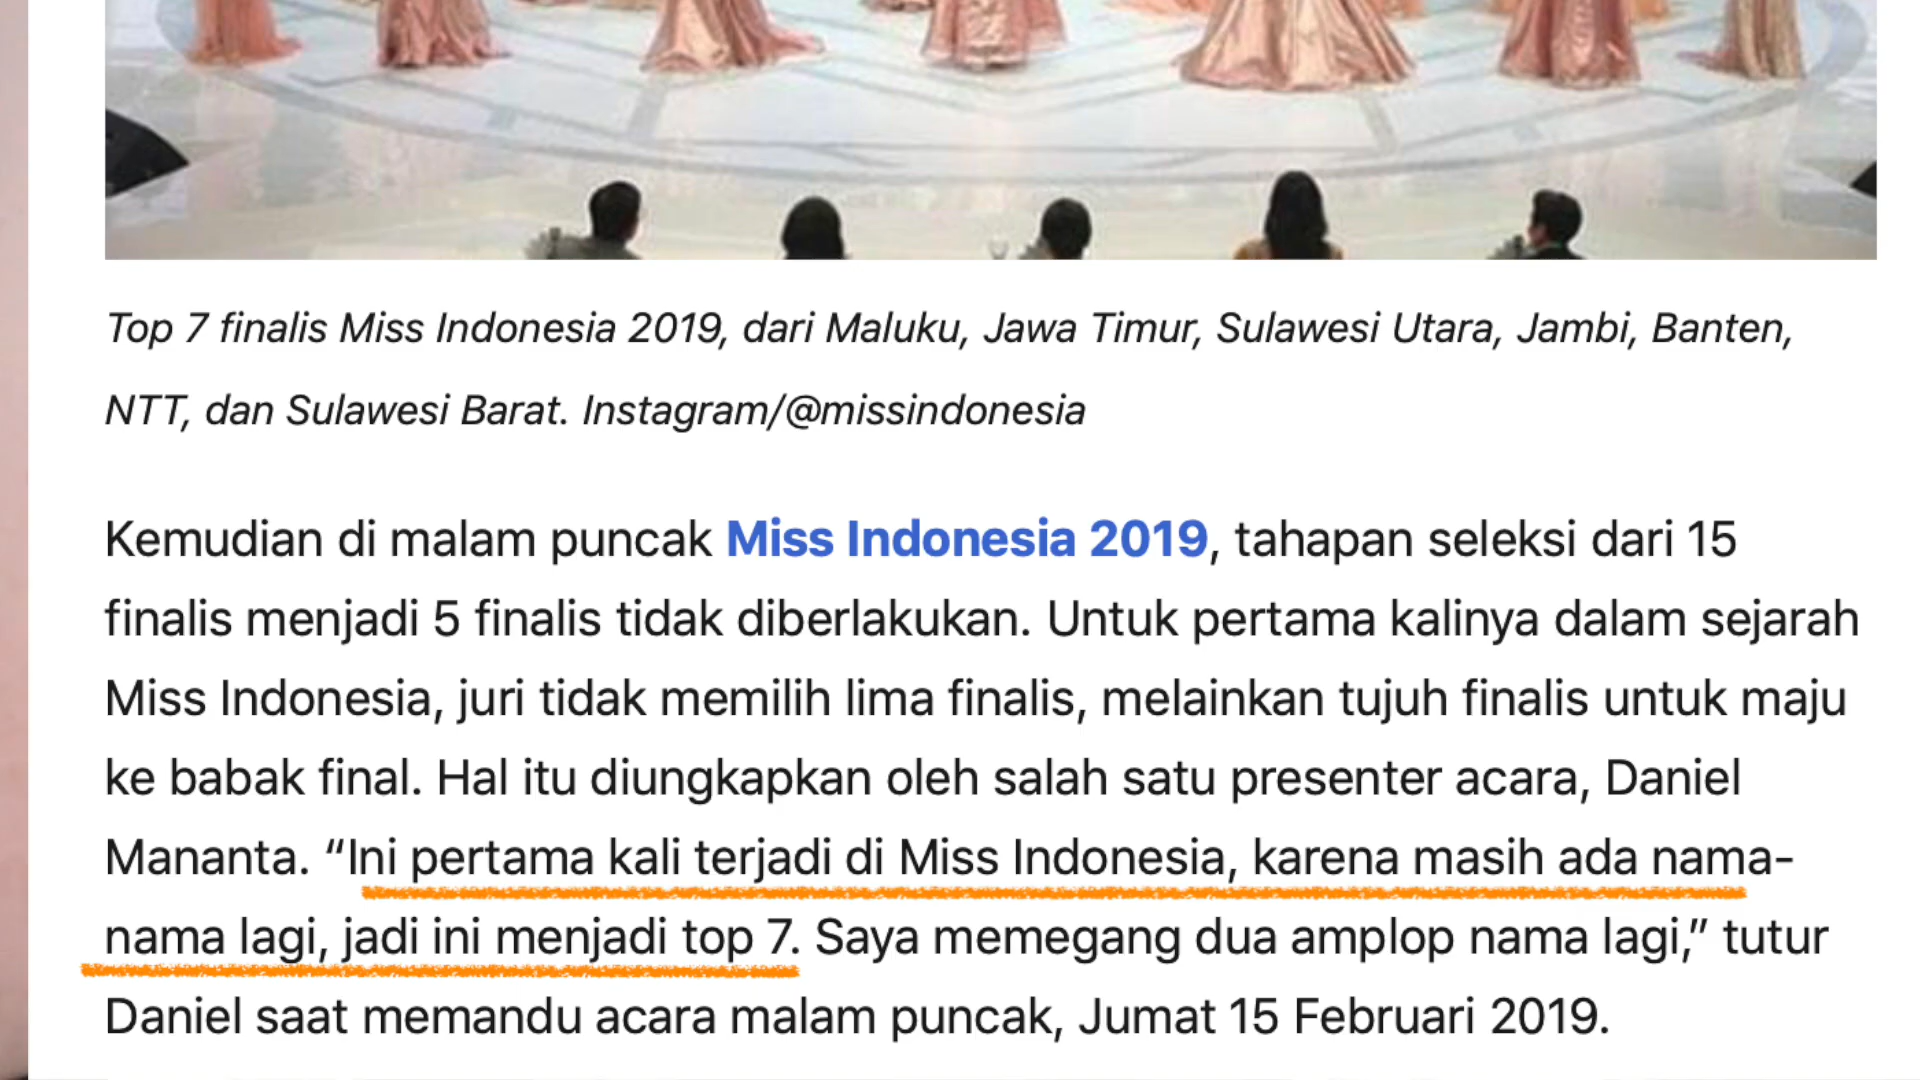 Top 7 finalis Miss Indonesia 2019, dari Maluku, Jawa Timur, Sulawesi Utara, Jambi, Banten,
NTT, dan Sulawesi Barat. Instagram/@missindonesia
Kemudian di malam puncak Miss Indonesia 2019, tahapan seleksi dari 15
finalis menjadi 5 finalis tidak diberlakukan. Untuk pertama kalinya dalam sejarah
Miss Indonesia, juri tidak memilih lima finalis, melainkan tujuh finalis untuk maju
ke babak final. Hal itu diungkapkan oleh salah satu presenter acara, Daniel
Mananta. “Ini pertama kali terjadi di Miss Indonesia, karena masih ada nama-
nama lagi, jadi ini menjadi top 7. Saya memegang dua amplop nama lagi,” tutur
Daniel saat memandu acara malam puncak, Jumat 15 Februari 2019.